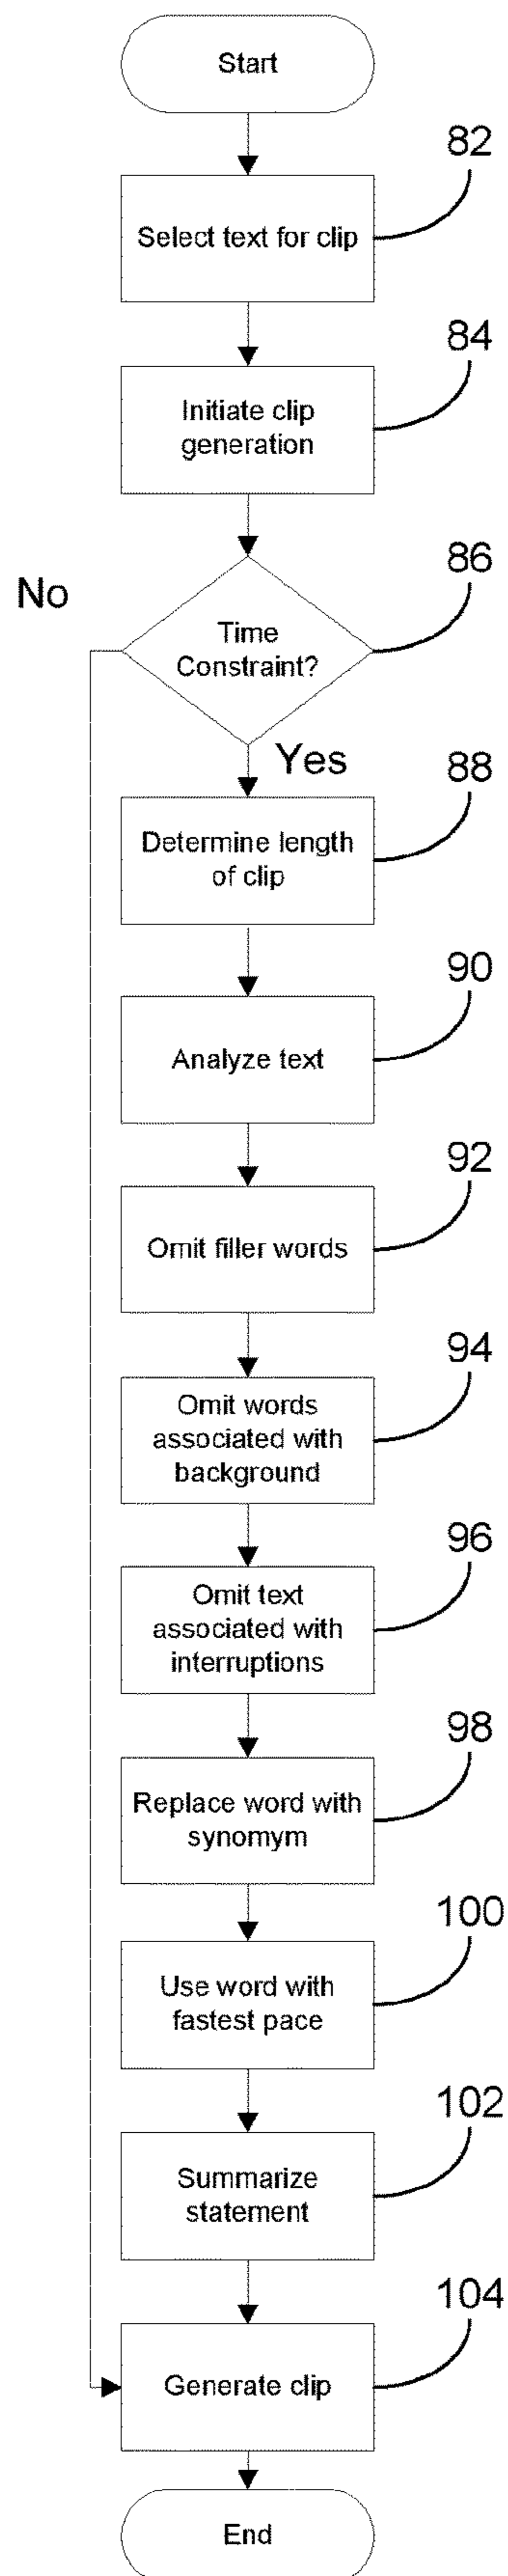 Start
82
Select text for clip
84
Initiate clip
generation
86
No
Time
Constraint?
Yes
88
Determine length
of clip
90
Analyze text
92
Omit filler words
94
Omit words
associated with
background
96
Omit text
associated with
interruptions
98
Replace word with
synomym
100
Use word with
fastest pace
102
Summarize
statement
104
Generate clip
End